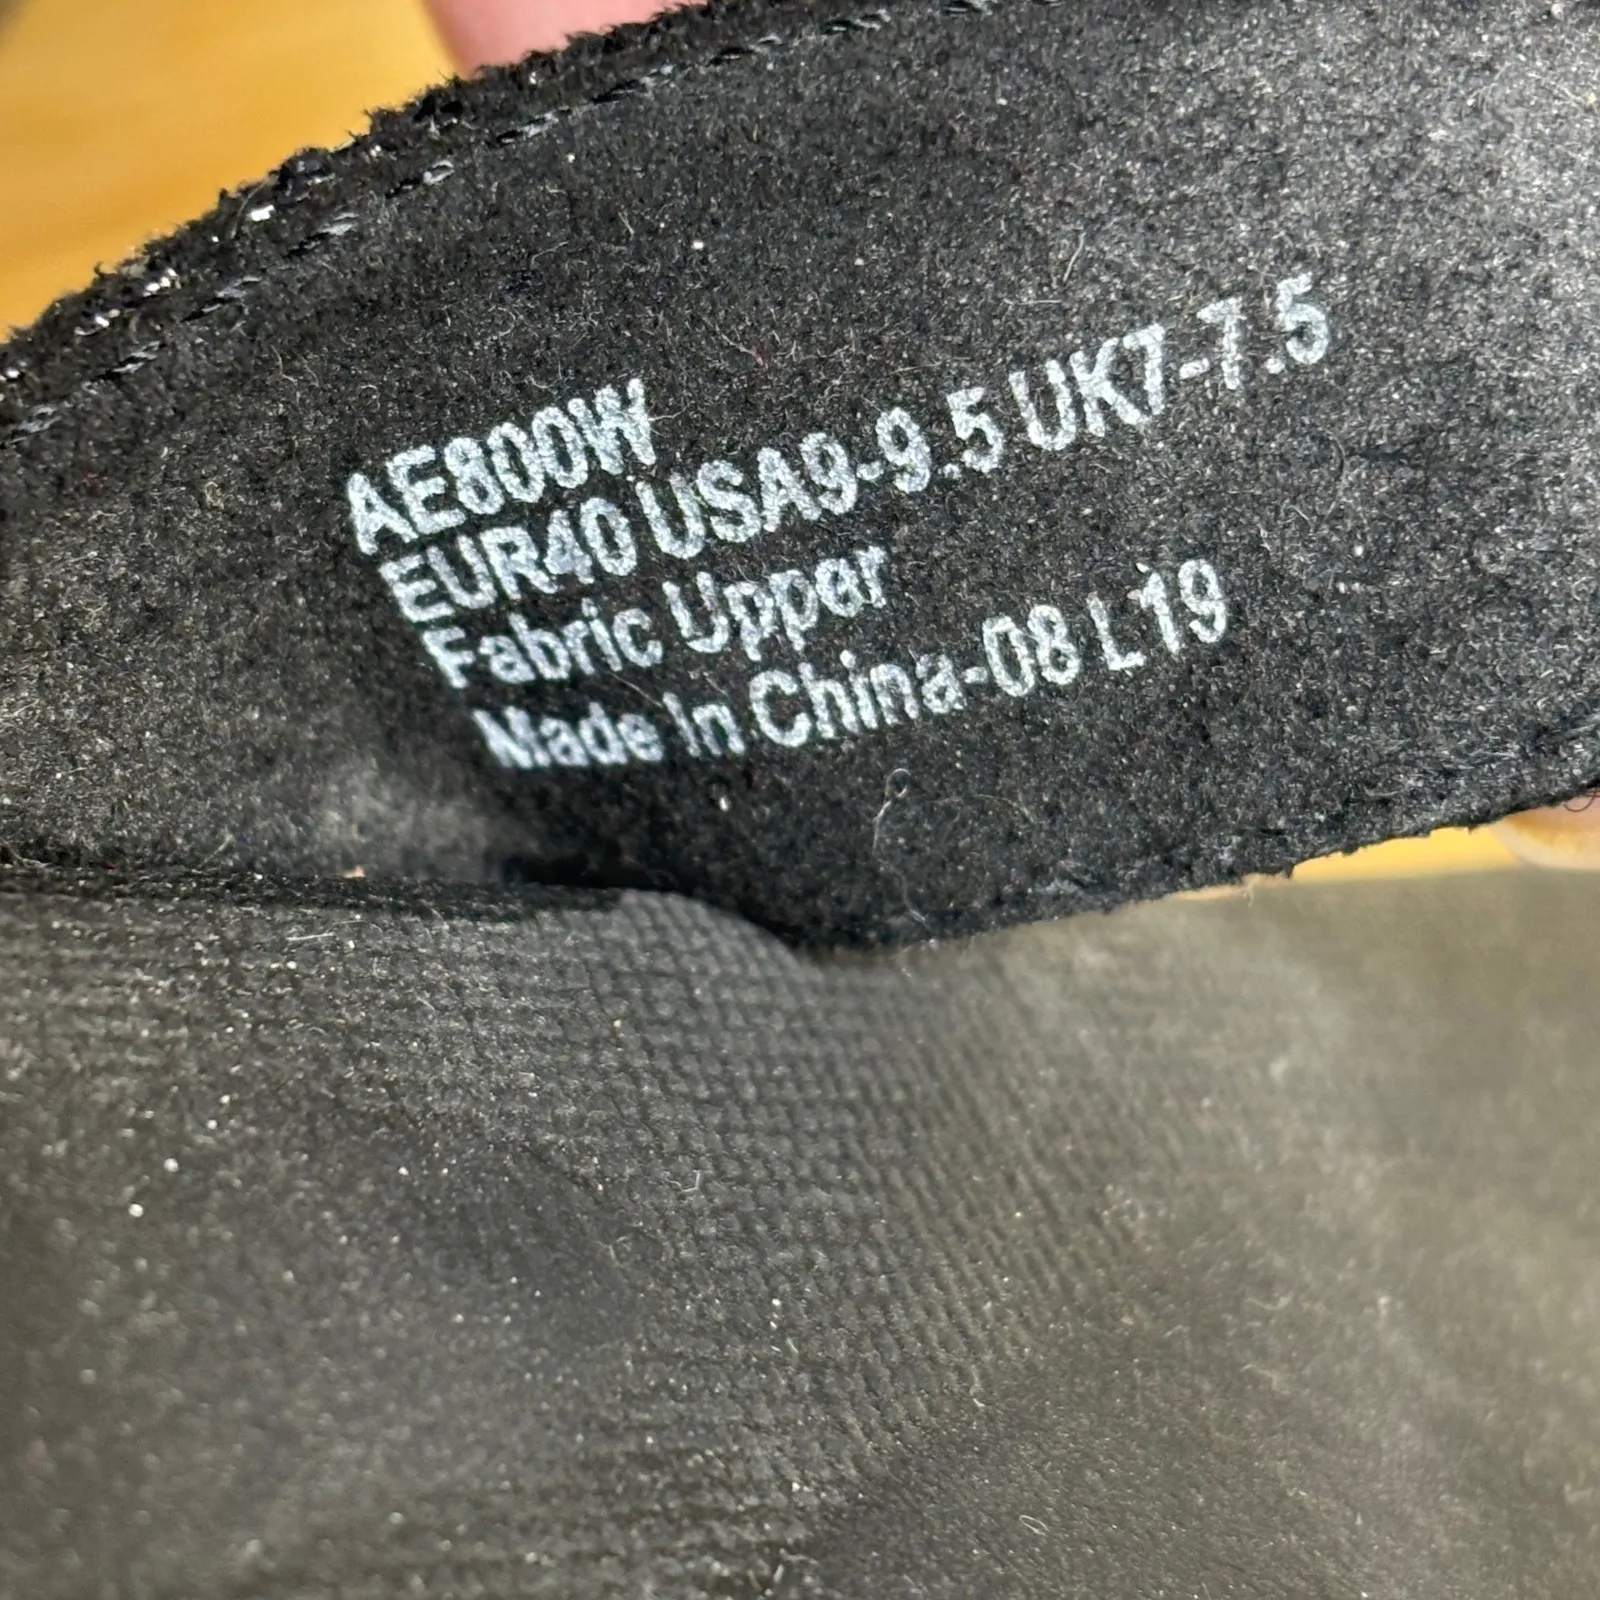 AE800W
EUR40 USA9-9.5 UK7-7.5
Fabric Upper
Made In China-08 L19